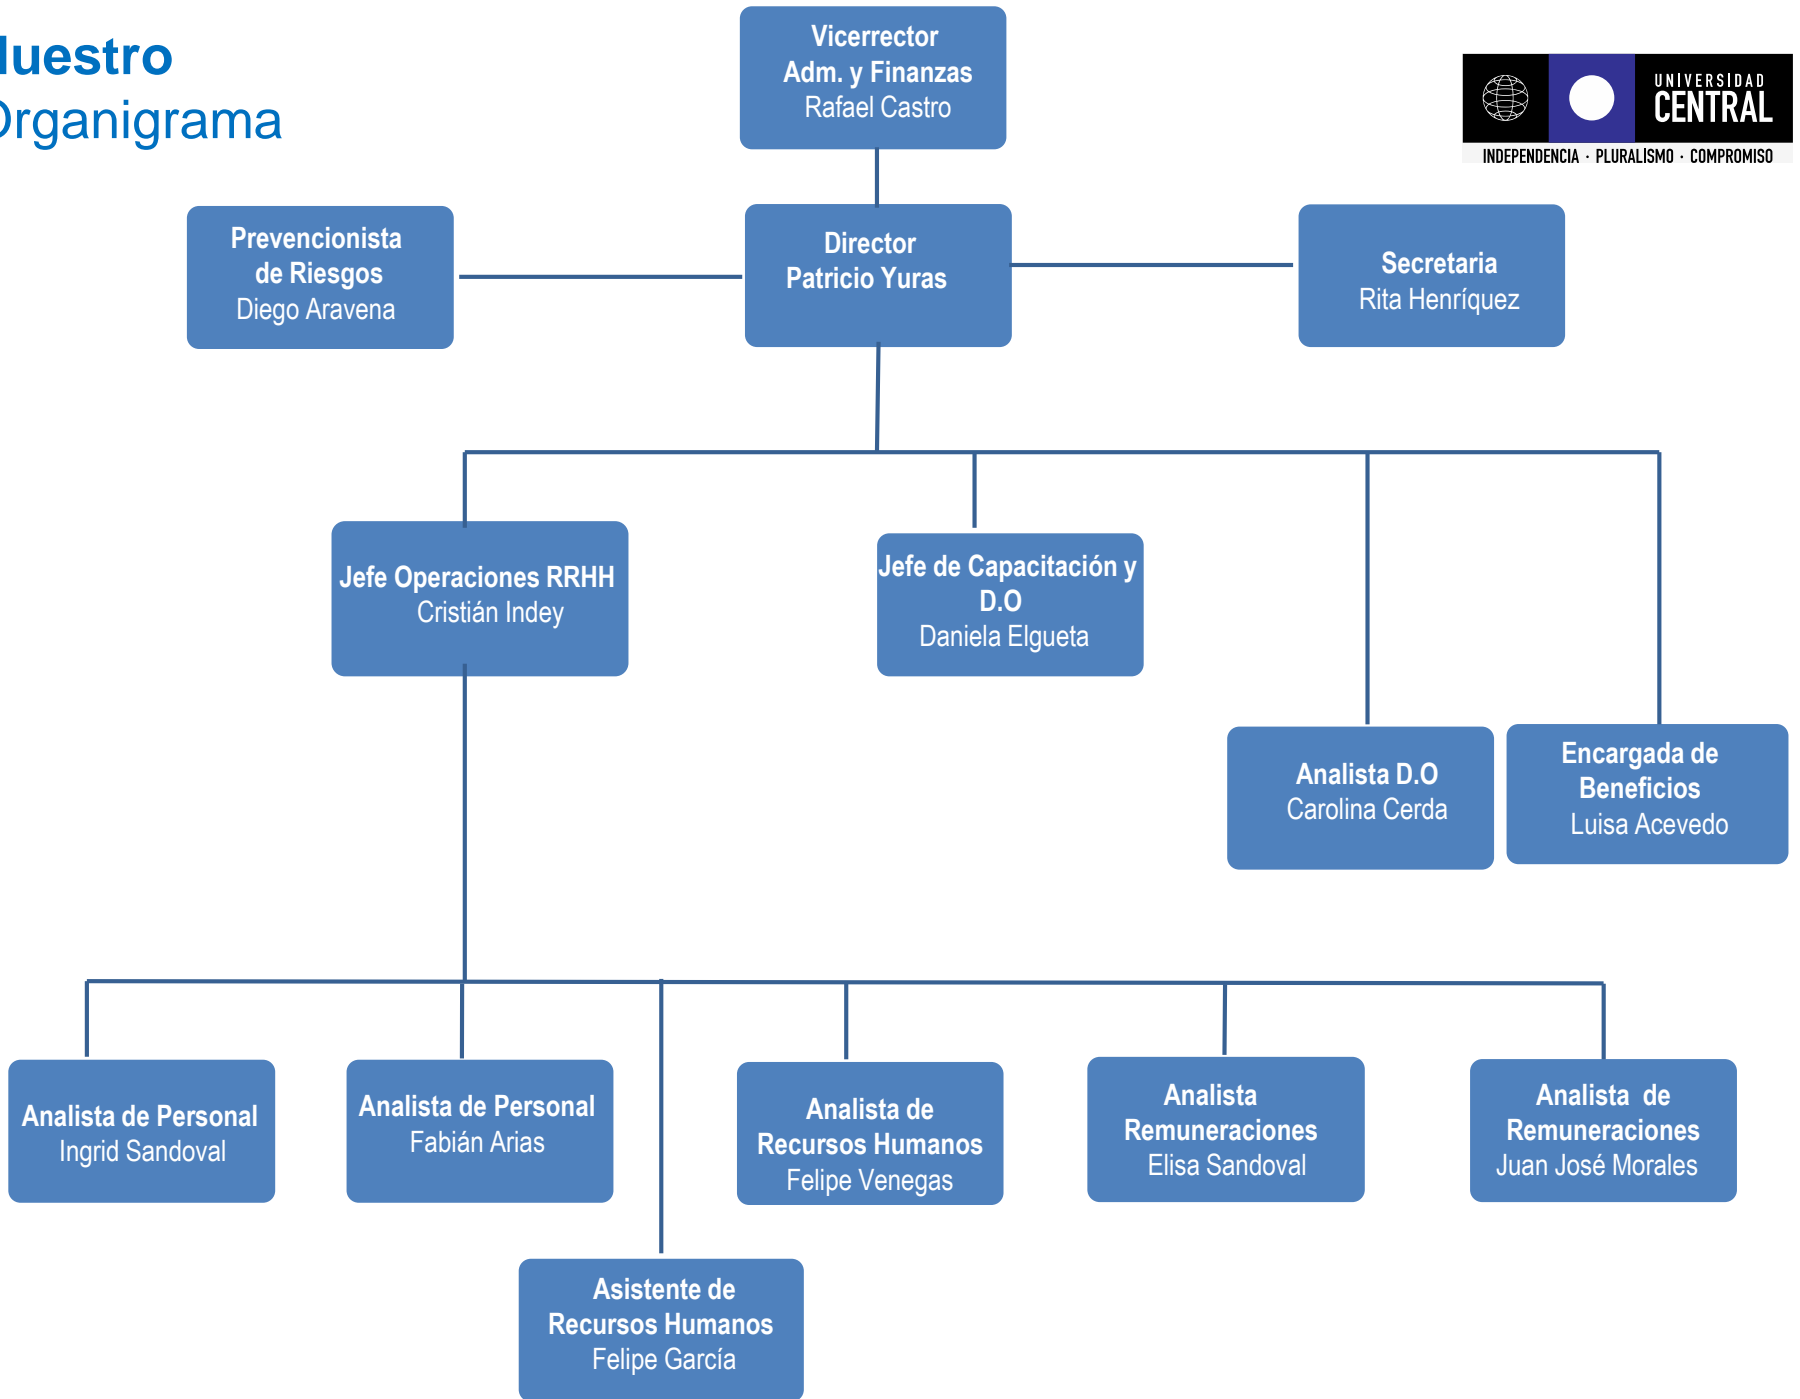 Nuestro
Organigrama
Vicerrector
Adm. y Finanzas
Rafael Castro
UNIVERSIDAD
CENTRAL
INDEPENDENCIA · PLURALISMO · COMPROMISO
Prevencionista
de Riesgos
Diego Aravena
Director
Patricio Yuras
Secretaria
Rita Henríquez
Jefe Operaciones RRHH
Cristián Indey
Jefe de Capacitación y
D.O
Daniela Elgueta
Analista D.O
Carolina Cerda
Encargada de
Beneficios
Luisa Acevedo
Analista de Personal
Ingrid Sandoval
Analista de Personal
Fabián Arias
Analista de
Recursos Humanos
Felipe Venegas
Analista
Remuneraciones
Elisa Sandoval
Analista de
Remuneraciones
Juan José Morales
Asistente de
Recursos Humanos
Felipe García